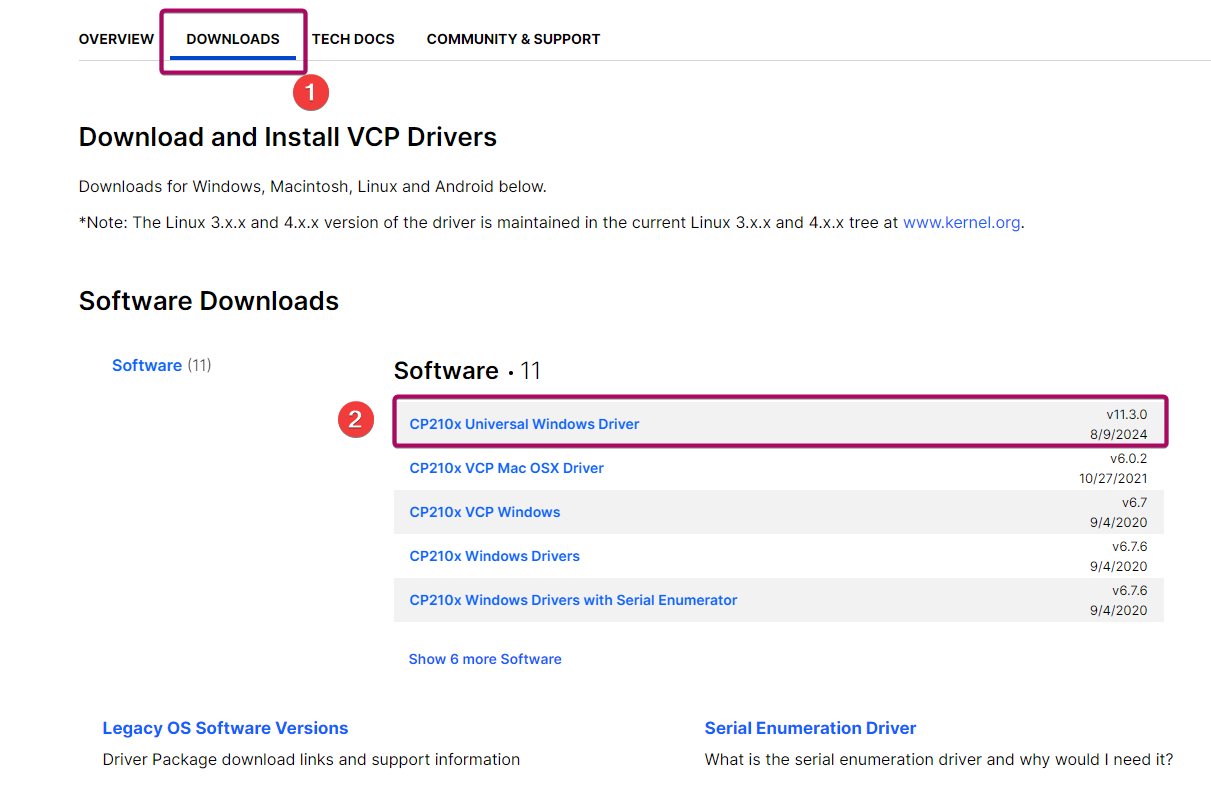 OVERVIEW DOWNLOADS TECH DOCS COMMUNITY & SUPPORT
1
Download and Install VCP Drivers
Downloads for Windows, Macintosh, Linux and Android below.
*Note: The Linux 3.x.x and 4.x.x version of the driver is maintained in the current Linux 3.x.x and 4.x.x tree at www.kernel.org.
Software Downloads
Software (11)
Software • 11
2
CP210x Universal Windows Driver
v11.3.0
8/9/2024
CP210x VCP Mac OSX Driver
v6.0.2
10/27/2021
CP210x VCP Windows
v6.7
9/4/2020
CP210x Windows Drivers
v6.7.6
9/4/2020
CP210x Windows Drivers with Serial Enumerator
v6.7.6
9/4/2020
Show 6 more Software
Legacy OS Software Versions
Driver Package download links and support information
Serial Enumeration Driver
What is the serial enumeration driver and why would I need it?